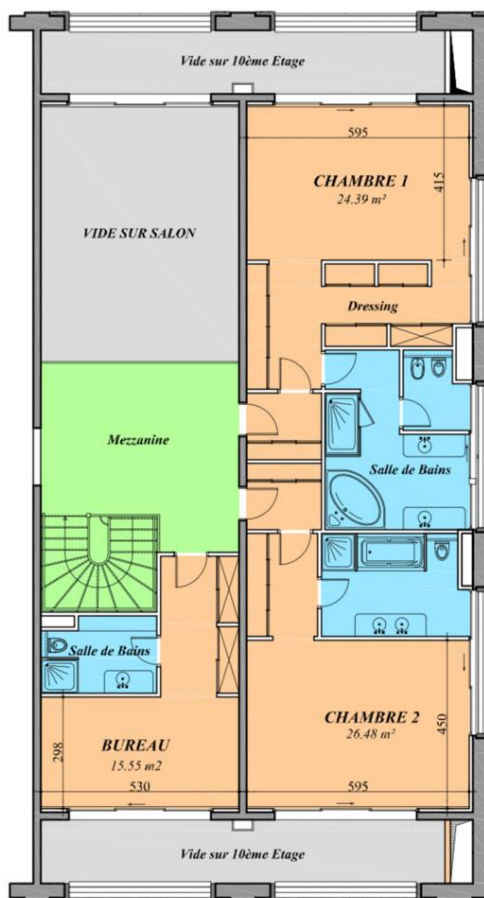 Vide sur 10ème Etage
595
CHAMBRE 1
24.39 m²
415
VIDE SUR SALON
Dressing
Mezzanine
Salle de Bains
Salle de Bains
CHAMBRE 2
26.48 m²
450
BUREAU
15.55 m2
298
530
595
Vide sur 10ème Etage